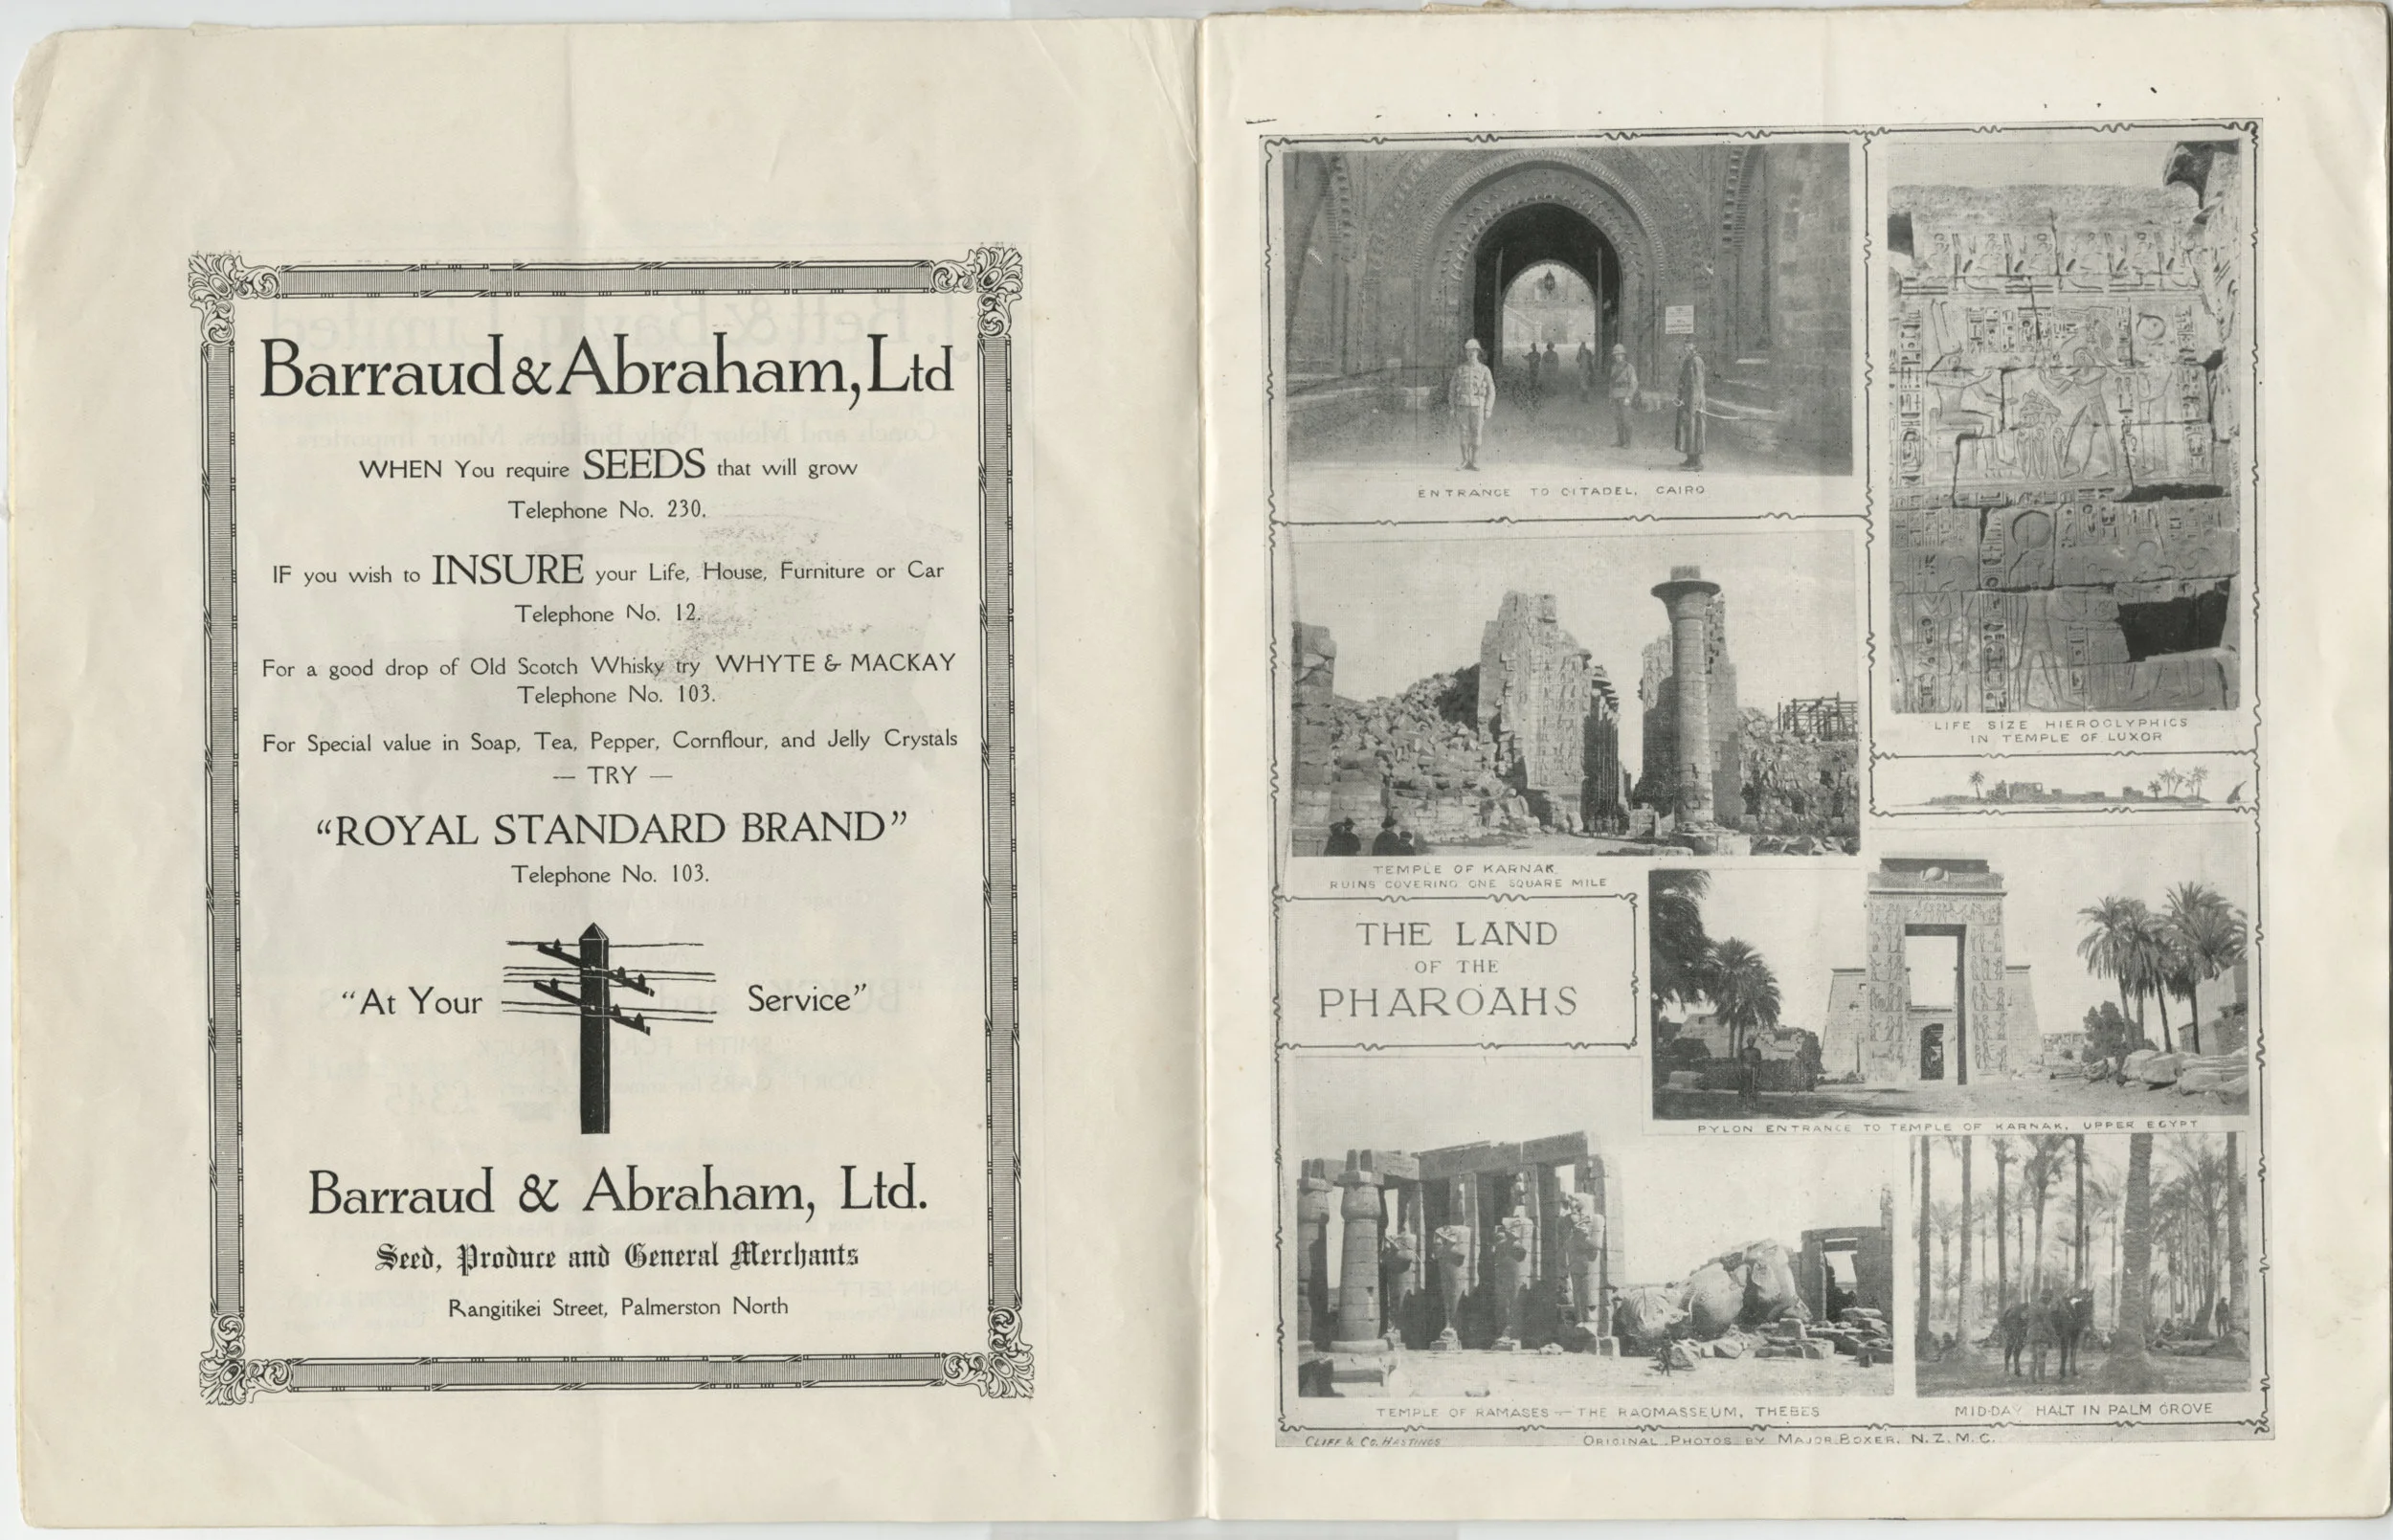 Barraud & Abraham, Ltd
WHEN You require SEEDS that will grow
Telephone No. 230.
IF you wish to INSURE your Life, House, Furniture or Car
Telephone No. 12.
For a good drop of Old Scotch Whisky try WHYTE & MACKAY
Telephone No. 103.
For Special value in Soap, Tea, Pepper, Cornflour, and Jelly Crystals
— TRY —
“ROYAL STANDARD BRAND”
Telephone No. 103.
“At Your Service”
Barraud & Abraham, Ltd.
Seed, Produce and General Merchants
Rangitikei Street, Palmerston North
ENTRANCE TO CITADEL, CAIRO
LIFE SIZE HIEROGLYPHICS
IN TEMPLE OF LUXOR
TEMPLE OF KARNAK.
RUINS COVERING ONE SQUARE MILE
THE LAND
OF THE
PHAROAHS
PYLON ENTRANCE TO TEMPLE OF KARNAK, UPPER EGYPT
TEMPLE OF RAMASES — THE RAOMASSEUM, THEBES
MID-DAY HALT IN PALM GROVE
CLIFF & CO. HASTINGS
ORIGINAL PHOTOS BY MAJOR BOXER, N.Z.M.C.